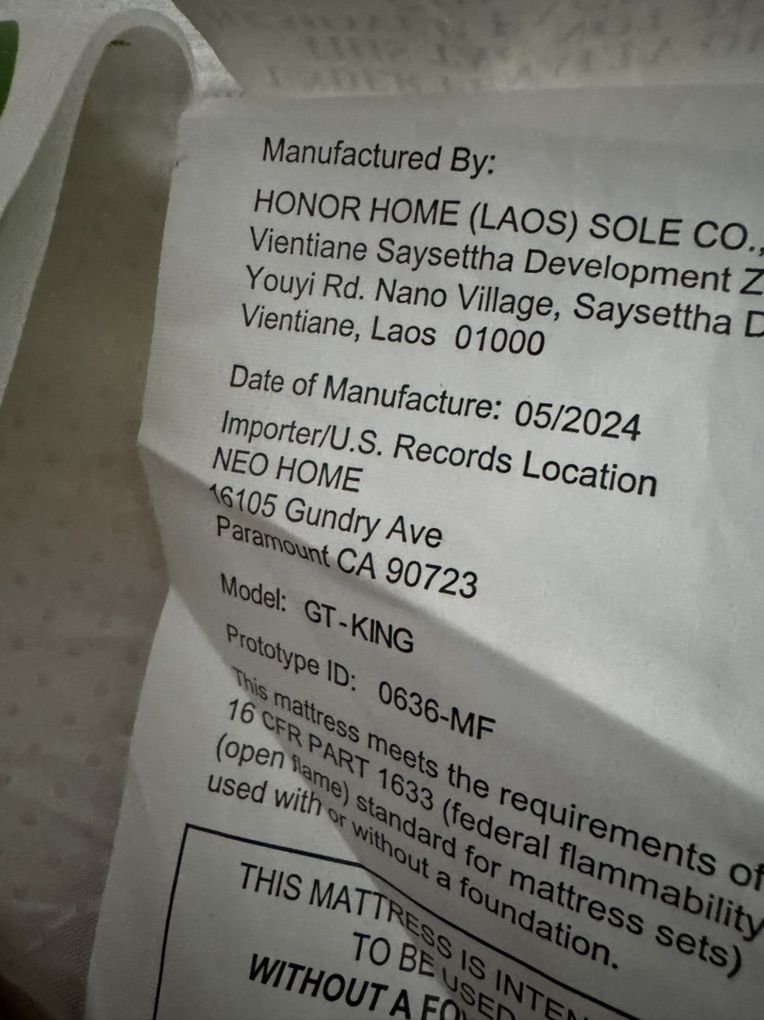 Manufactured By:
HONOR HOME (LAOS) SOLE CO.,
Vientiane Saysettha Development Z
Youyi Rd. Nano Village, Saysettha D
Vientiane, Laos 01000
Date of Manufacture: 05/2024
Importer/U.S. Records Location
NEO HOME
16105 Gundry Ave
Paramount CA 90723
Model: GT-KING
Prototype ID: 0636-MF
This mattress meets the requirements of
16 CFR PART 1633 (federal flammability
(open flame) standard for mattress sets)
used with or without a foundation.
THIS MATTRESS IS INTEN
TO BE USED
WITHOUT A FO